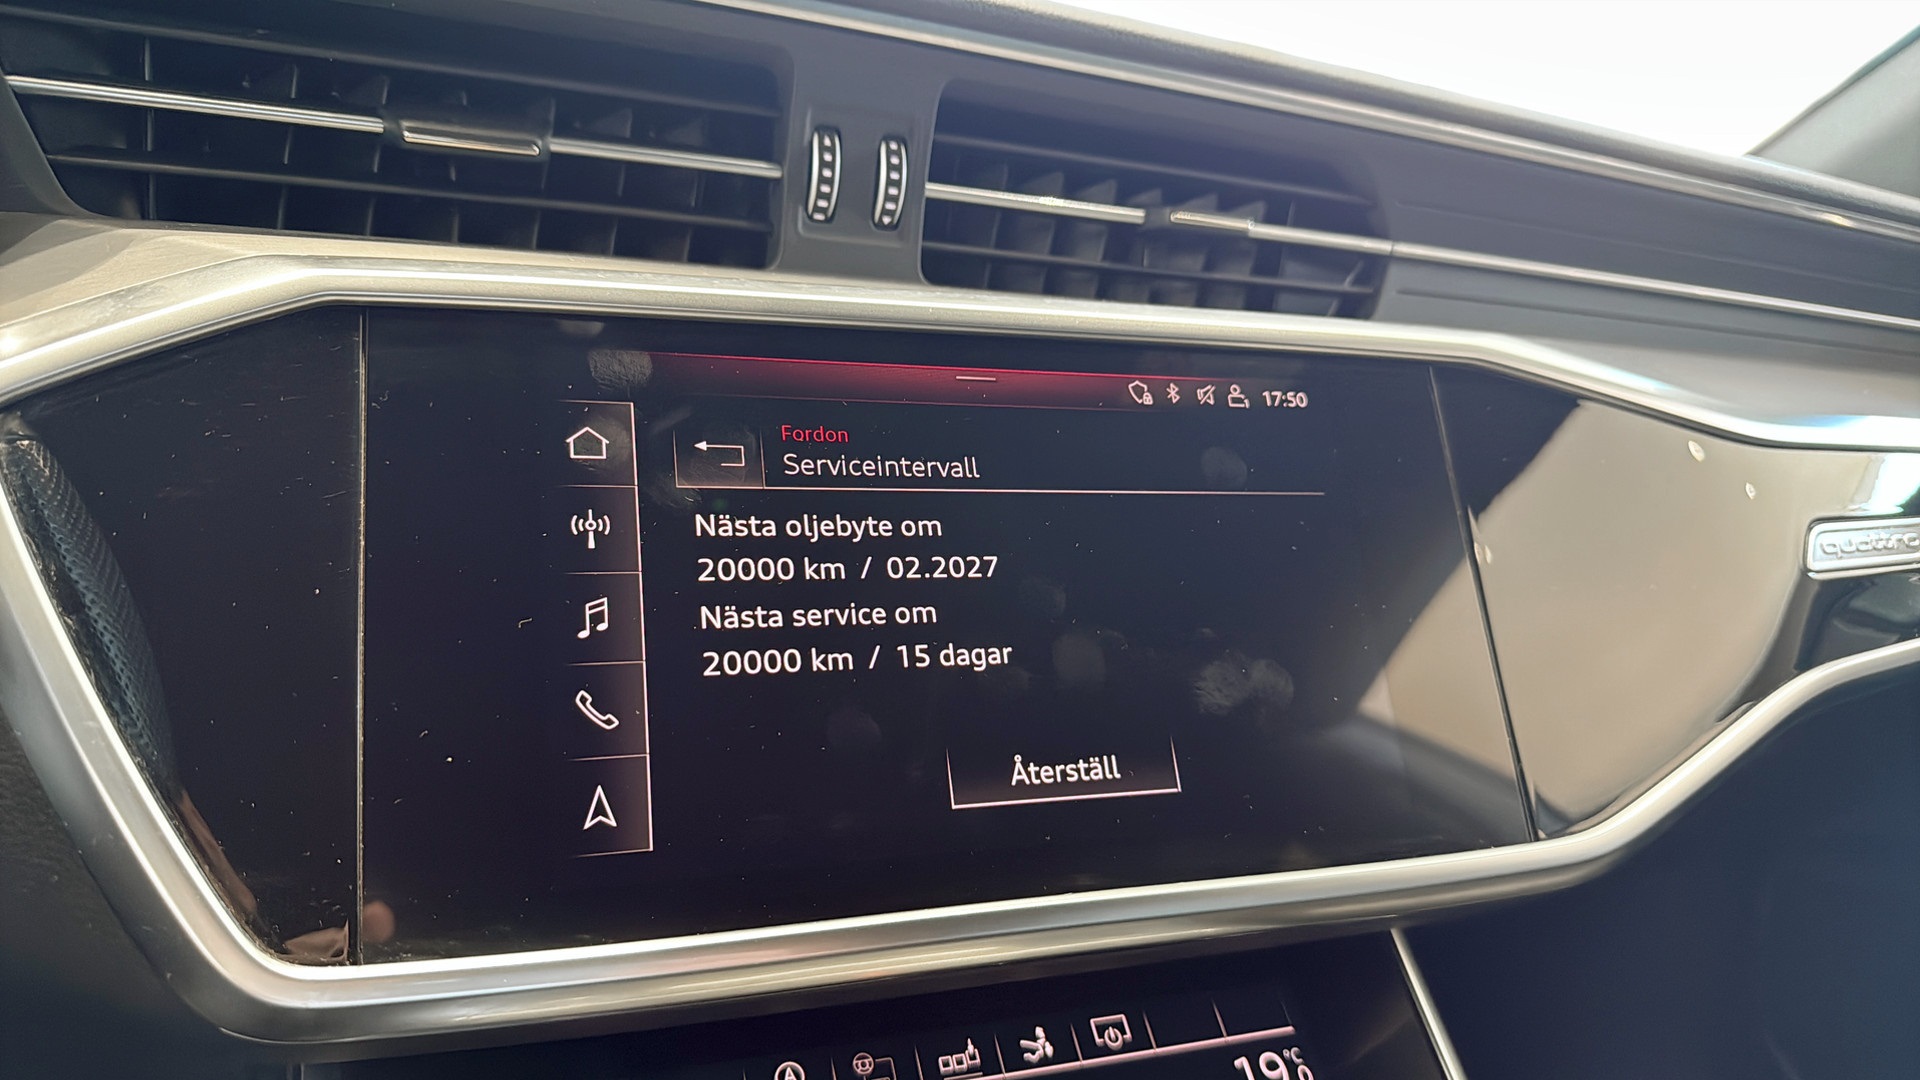 17:50
Fordon
Serviceintervall
Nästa oljebyte om
20000 km / 02.2027
Nästa service om
20000 km / 15 dagar
Återställ
quattro
A
19°C